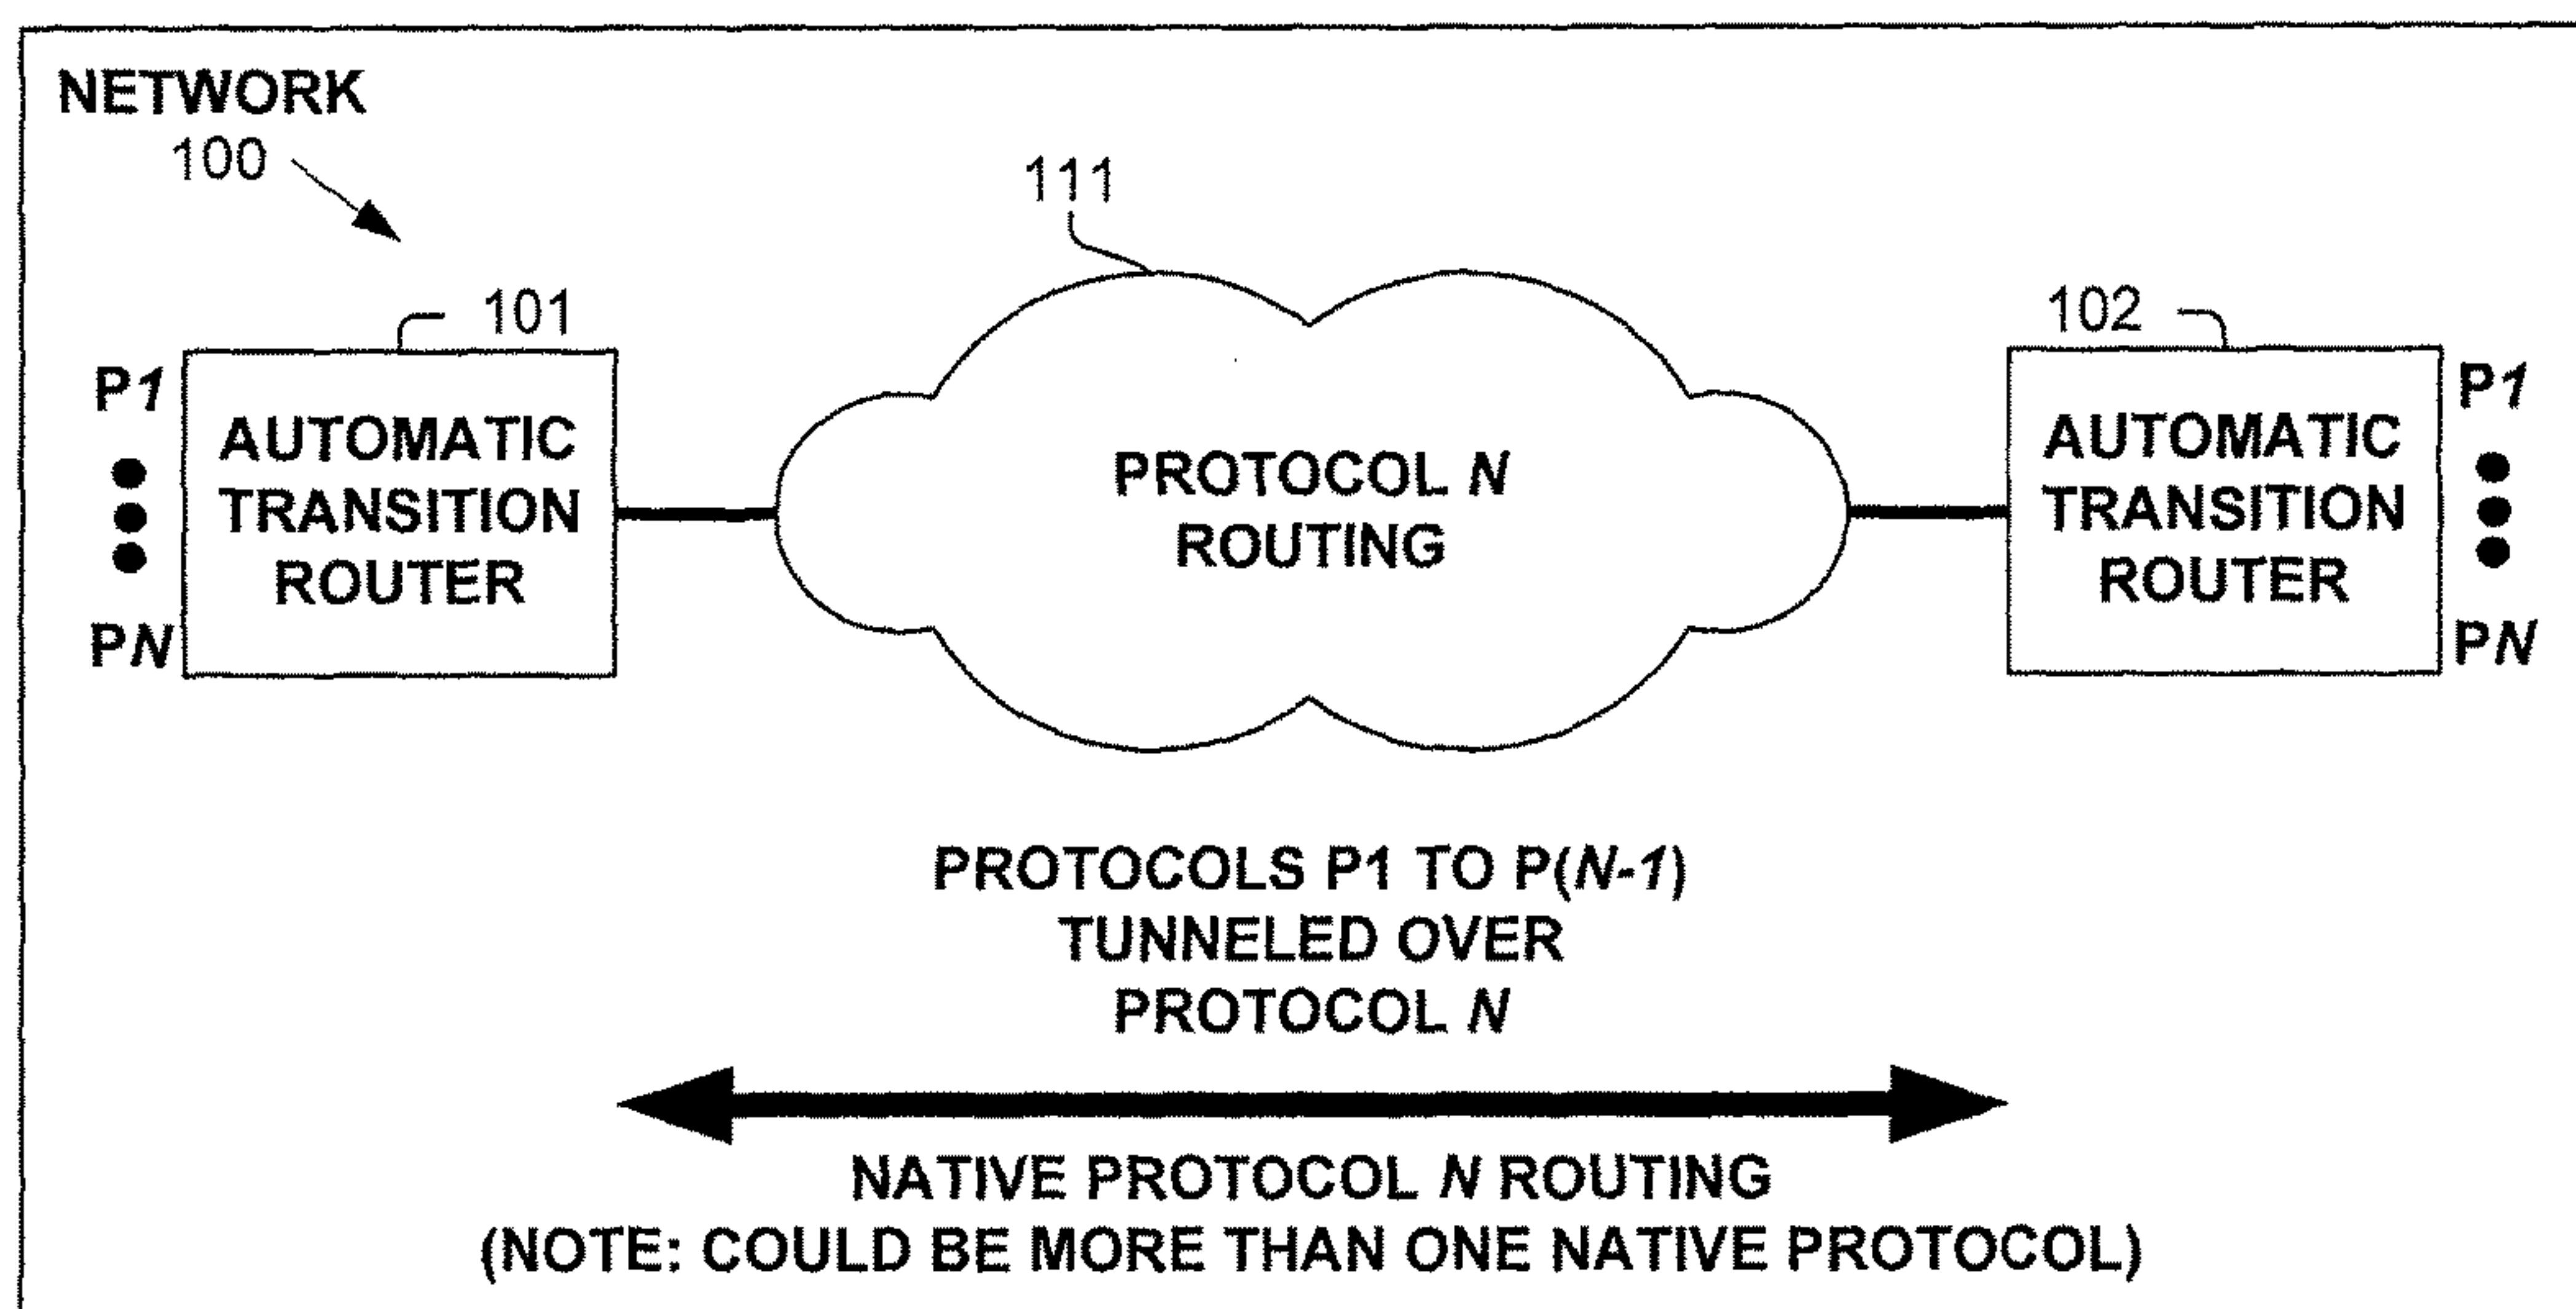 NETWORK
100
111
101
102
P1
PN
AUTOMATIC
TRANSITION
ROUTER
PROTOCOL N
ROUTING
AUTOMATIC
TRANSITION
ROUTER
P1
PN
PROTOCOLS P1 TO P(N-1)
TUNNELED OVER
PROTOCOL N
NATIVE PROTOCOL N ROUTING
(NOTE: COULD BE MORE THAN ONE NATIVE PROTOCOL)